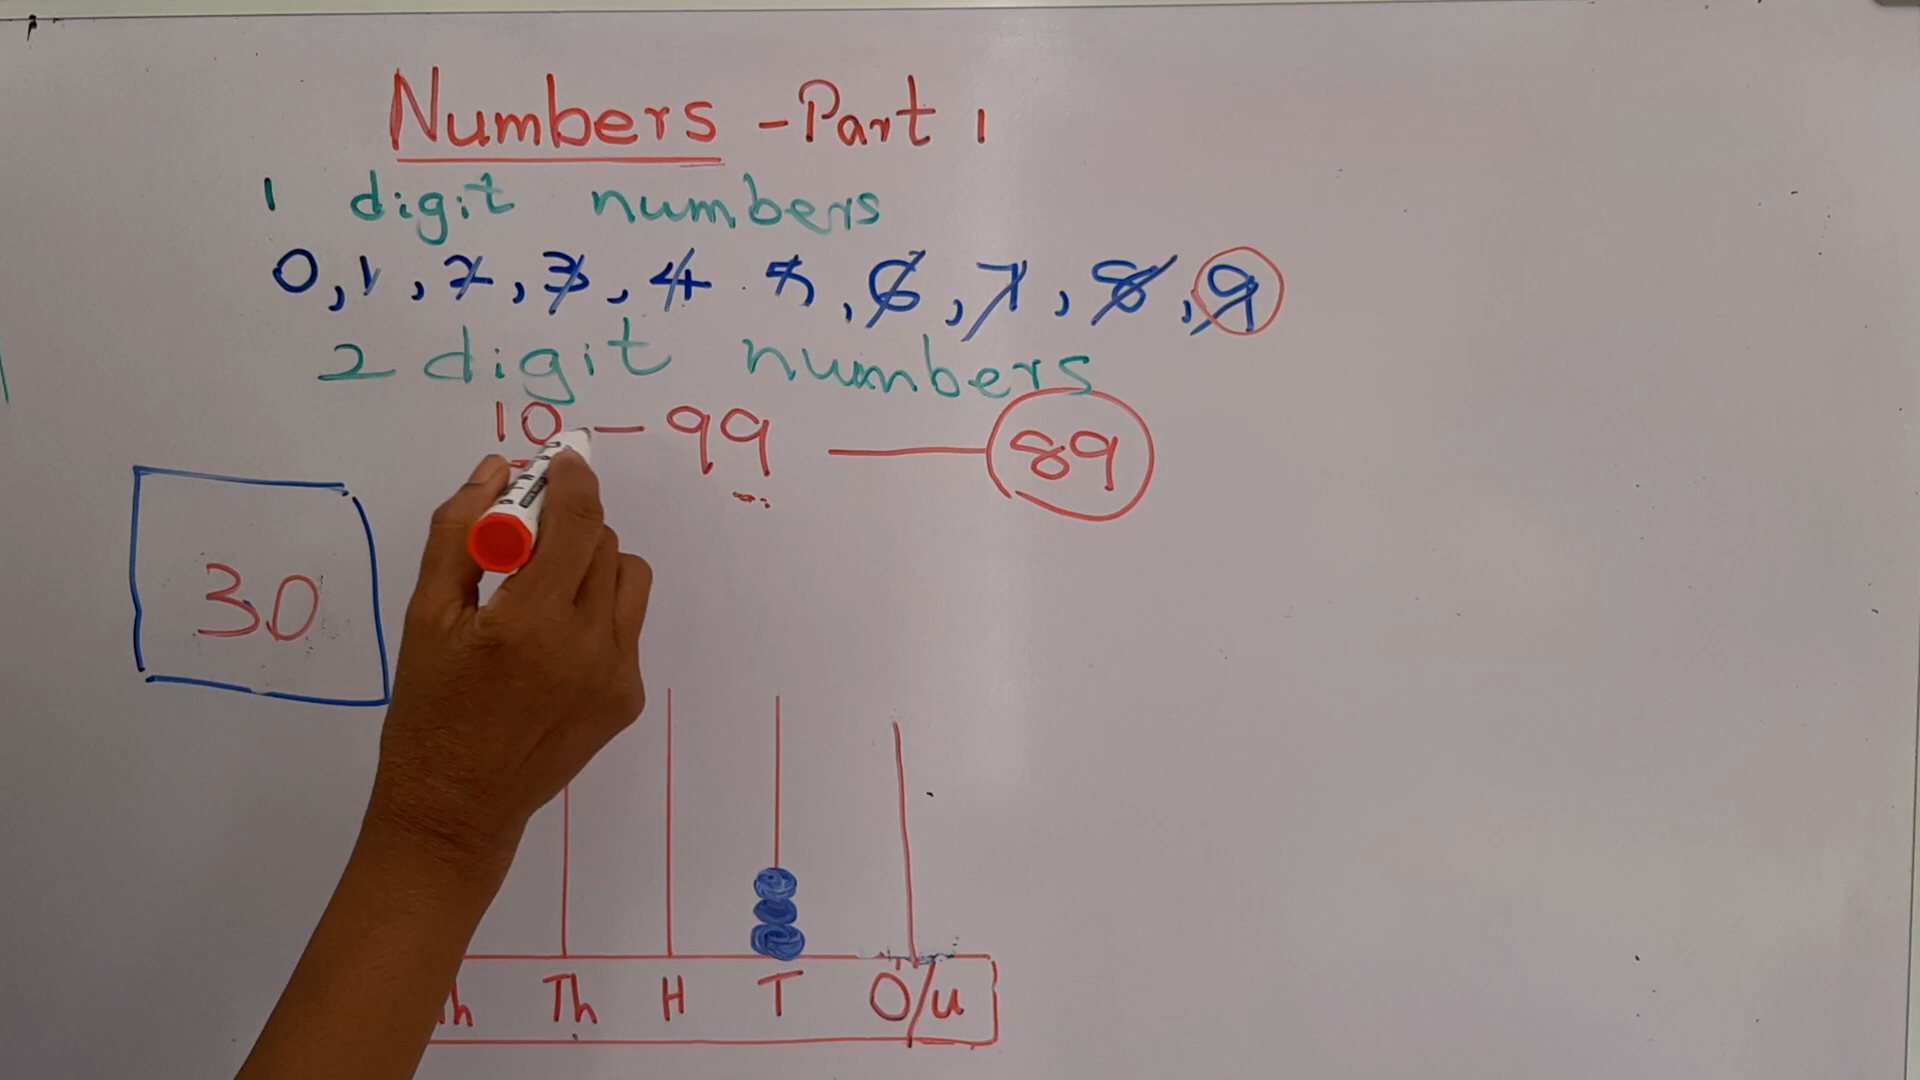 Numbers - Part 1
1 digit numbers
0, 1, 2, 3, 4 5, 6, 7, 8, 9
2 digit numbers
10 - 99 — 89
30
Th H T O/u